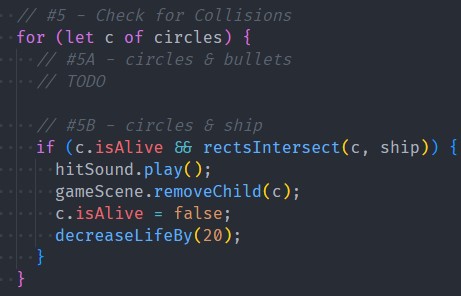 // #5 - Check for Collisions
for (let c of circles) {
// #5A - circles & bullets
// TODO
// #5B - circles & ship
if (c.isAlive && rectsIntersect(c, ship)) {
hitSound.play();
gameScene.removeChild(c);
c.isAlive = false;
decreaseLifeBy(20);
}
}